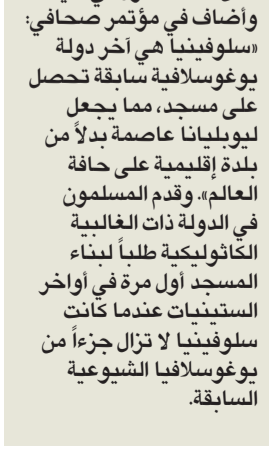 وأضاف في مؤتمر صحافي:
«سلوفينيا هي آخر دولة
يوغوسلافية سابقة تحصل
على مسجد، مما يجعل
ليوبليانا عاصمة بدلاً من
بلدة إقليمية على حافة
العالم». وقدم المسلمون
في الدولة ذات الغالبية
الكاثوليكية طلباً لبناء
المسجد أول مرة في أواخر
الستينيات عندما كانت
سلوفينيا لا تزال جزءاً من
يوغوسلافيا الشيوعية
السابقة.